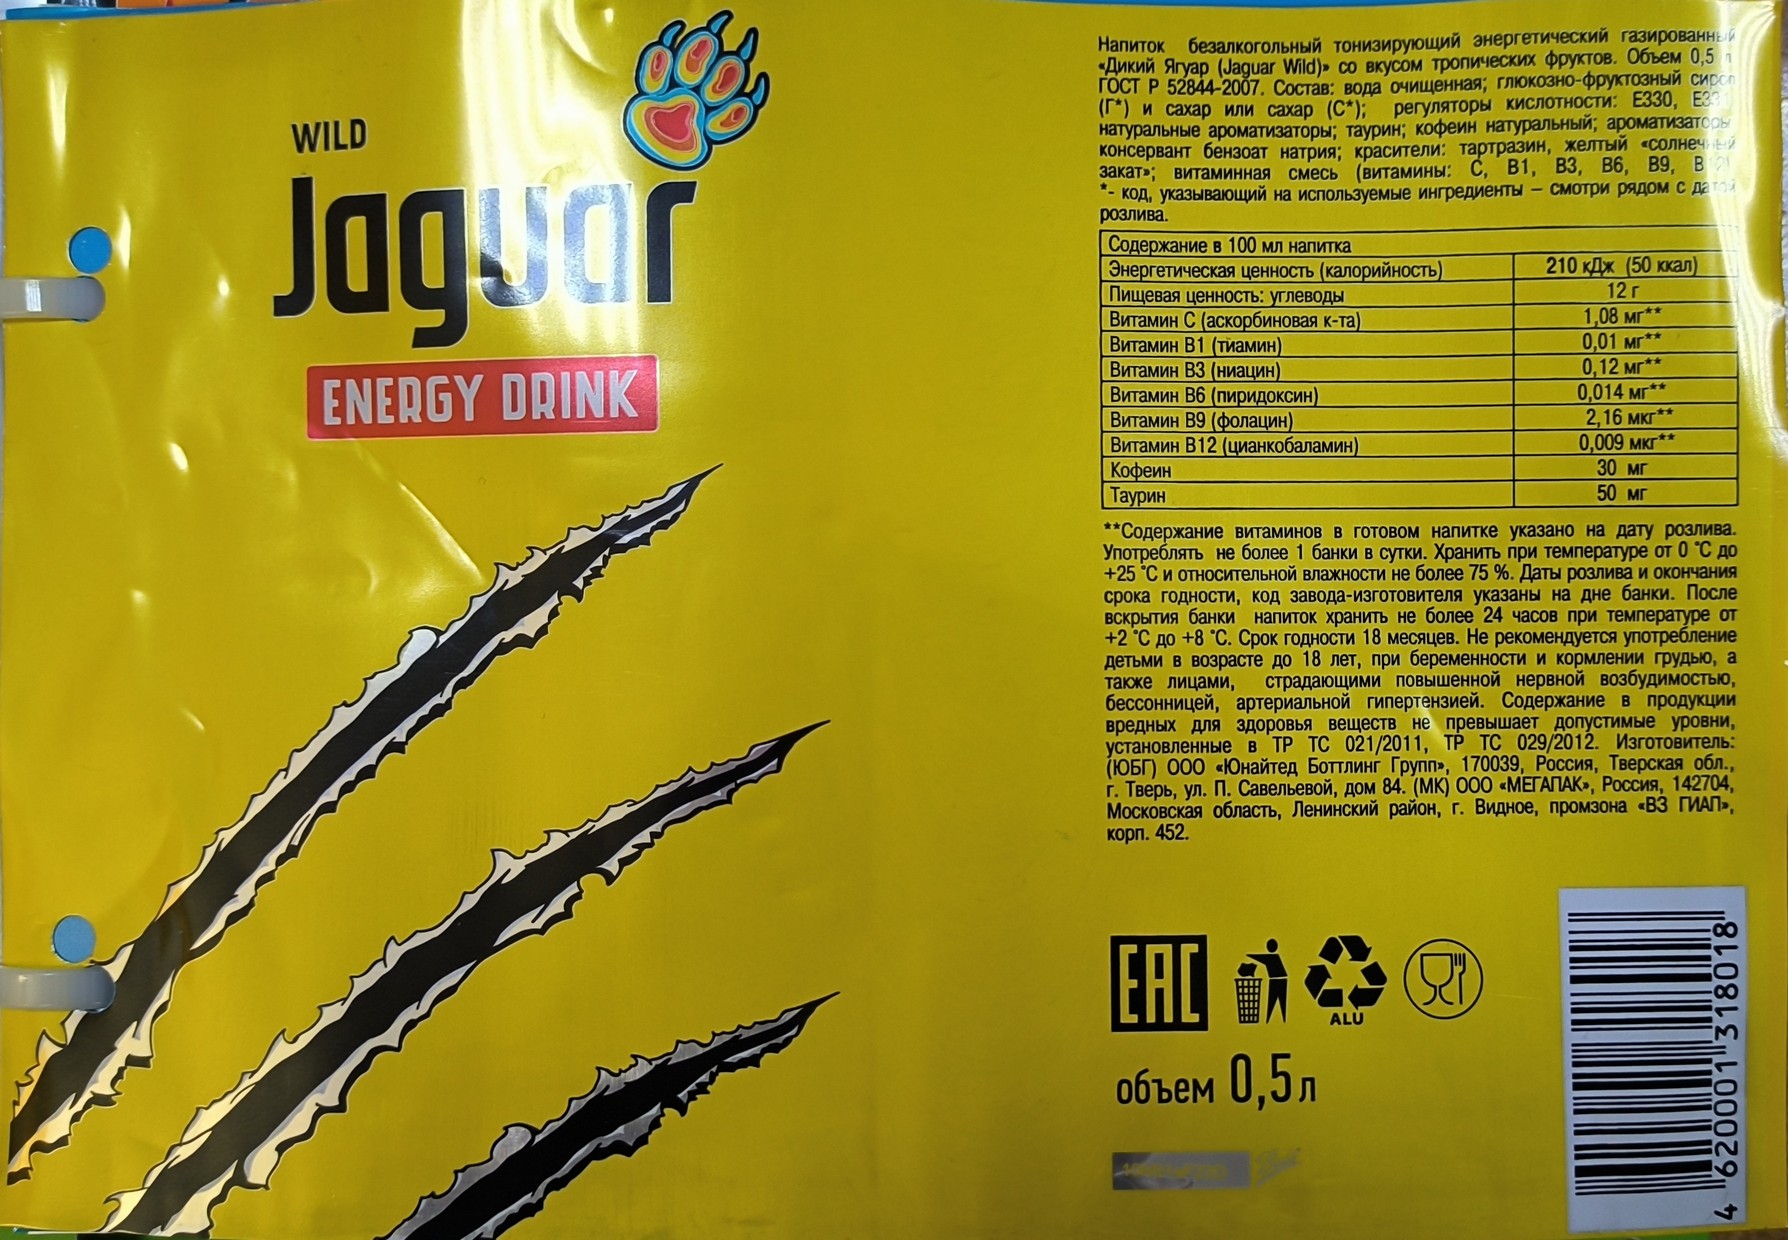 WILD
Jaguar
ENERGY DRINK
Напиток безалкогольный тонизирующий энергетический газированный
«Дикий Ягуар (Jaguar Wild)» со вкусом тропических фруктов. Объем 0,5 л
ГОСТ Р 52844-2007. Состав: вода очищенная; глюкозно-фруктозный сироп
(Г*) и сахар или сахар (С*); регуляторы кислотности: Е330,
натуральные ароматизаторы; таурин; кофеин натуральный; ароматизаторы
консервант бензоат натрия; красители: тартразин, желтый «солнечный
закат»; витаминная смесь (витамины: С, В1, В3, В6, В9,
*- код, указывающий на используемые ингредиенты – смотри рядом с датой
розлива.
Содержание в 100 мл напитка
Энергетическая ценность (калорийность) 210 кДж (50 ккал)
Пищевая ценность: углеводы 12 г
Витамин С (аскорбиновая к-та) 1,08 мг**
Витамин В1 (тиамин) 0,01 мг**
Витамин В3 (ниацин) 0,12 мг**
Витамин В6 (пиридоксин) 0,014 мг**
Витамин В9 (фолацин) 2,16 мкг**
Витамин В12 (цианкобаламин) 0,009 мкг**
Кофеин 30 мг
Таурин 50 мг
**Содержание витаминов в готовом напитке указано на дату розлива.
Употреблять не более 1 банки в сутки. Хранить при температуре от 0 °С до
+25 °С и относительной влажности не более 75 %. Даты розлива и окончания
срока годности, код завода-изготовителя указаны на дне банки. После
вскрытия банки напиток хранить не более 24 часов при температуре от
+2 °С до +8 °С. Срок годности 18 месяцев. Не рекомендуется употребление
детьми в возрасте до 18 лет, при беременности и кормлении грудью, а
также лицами, страдающими повышенной нервной возбудимостью,
бессонницей, артериальной гипертензией. Содержание в продукции
вредных для здоровья веществ не превышает допустимые уровни,
установленные в ТР ТС 021/2011, ТР ТС 029/2012. Изготовитель:
(ЮБГ) ООО «Юнайтед Боттлинг Групп», 170039, Россия, Тверская обл.,
г. Тверь, ул. П. Савельевой, дом 84. (МК) ООО «МЕГАПАК», Россия, 142704,
Московская область, Ленинский район, г. Видное, промзона «ВЗ ГИАП»,
корп. 452.
EAC
ALU
объем 0,5 л
4 620001 318018